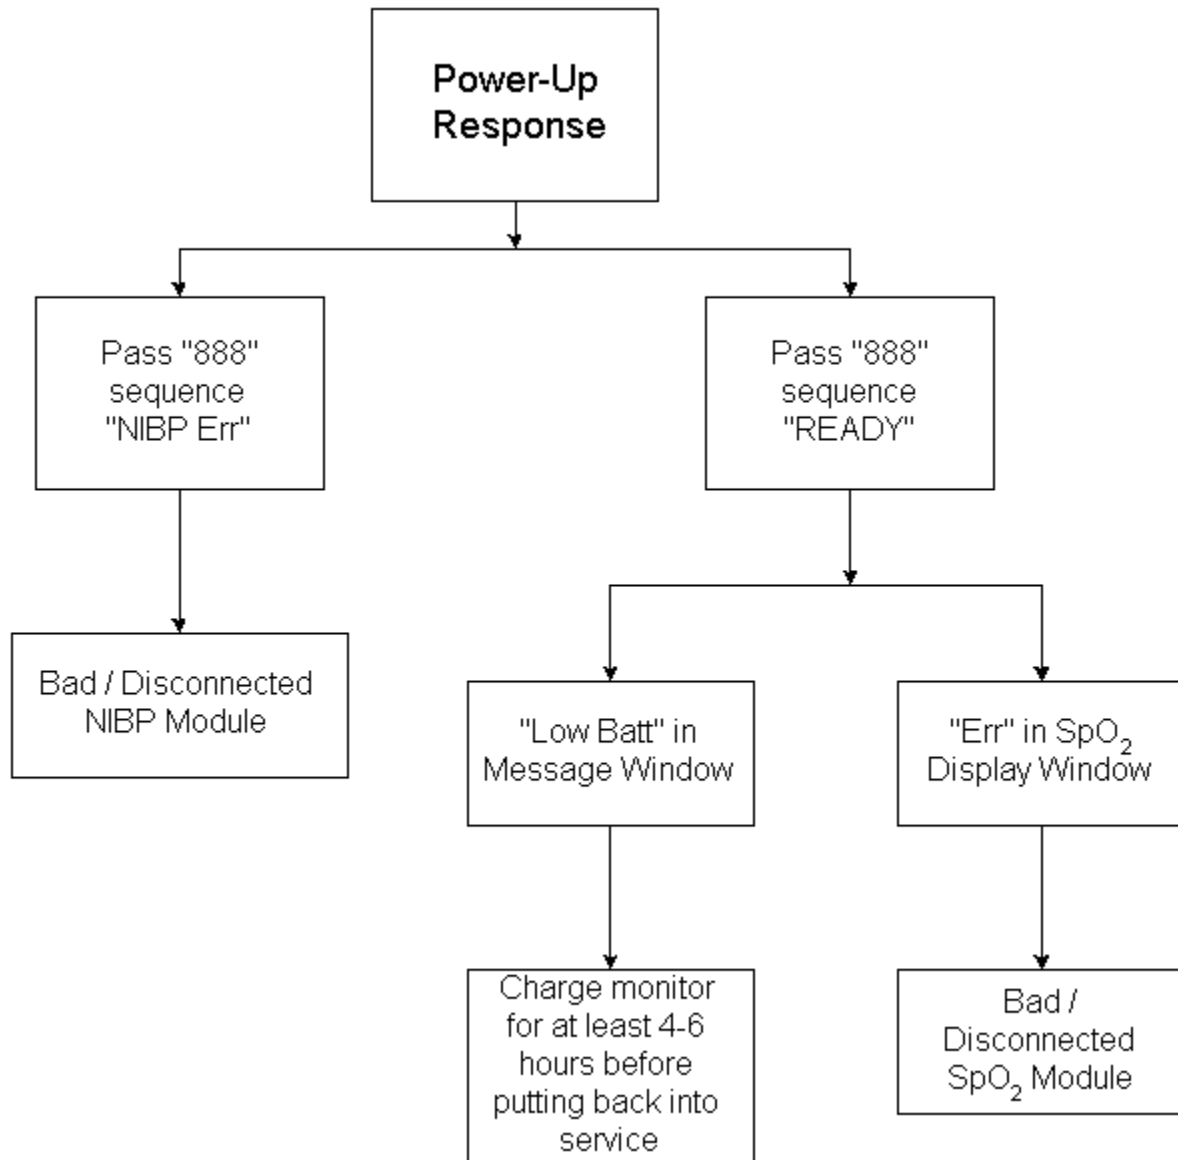 Power-Up
Response
Pass "888"
sequence
"NIBP Err"
Pass "888"
sequence
"READY"
Bad / Disconnected
NIBP Module
"Low Batt" in
Message Window
"Err" in SpO₂
Display Window
Charge monitor
for at least 4-6
hours before
putting back into
service
Bad /
Disconnected
SpO₂ Module